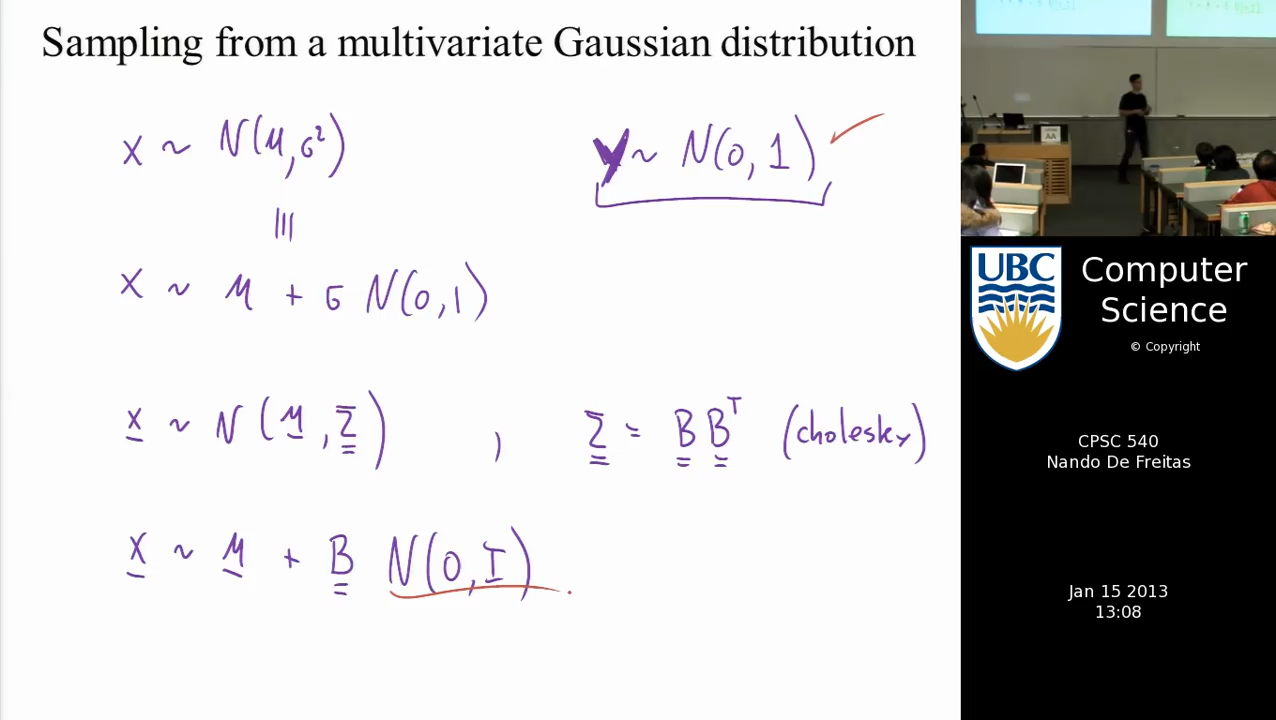 Sampling from a multivariate Gaussian distribution
x ~ N(μ, σ²)
y ~ N(0, 1)
|||
x ~ μ + σ N(0, 1)
x ~ N(μ, Σ) , Σ = B Bᵀ (cholesky)
x ~ μ + B N(0, I)
AA
UBC
Computer
Science
© Copyright
CPSC 540
Nando De Freitas
Jan 15 2013
13:08